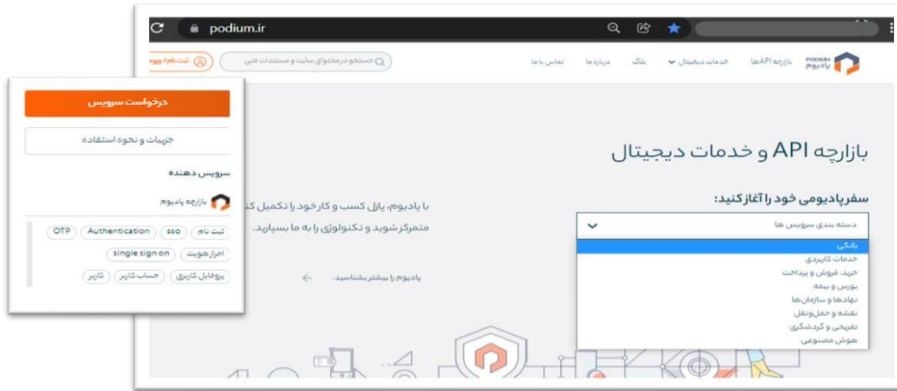 podium.ir
ثبت نام/ورود
جستجو در محتوای سایت و مستندات فنی
تماس با ما
درباره ما
بلاگ
خدمات دیجیتال
بازارچه APIها
PODIUM
پادیوم
بازارچه API و خدمات دیجیتال
سفر پادیومی خود را آغاز کنید:
دسته بندی سرویس ها
بانکی
خدمات کاربردی
خرید، فروش و پرداخت
بورس و بیمه
نهادها و سازمان‌ها
نقشه و حمل‌ونقل
تفریحی و گردشگری
هوش مصنوعی
با پادیوم، پازل کسب و کار خود را تکمیل کنید
متمرکز شوید و تکنولوژی را به ما بسپارید.
پادیوم را بیشتر بشناسید.
درخواست سرویس
جزییات و نحوه استفاده
سرویس دهنده
بازارچه پادیوم
ثبت نام sso Authentication OTP
احراز هویت single sign on
پروفایل کاربری حساب کاربر کاربر